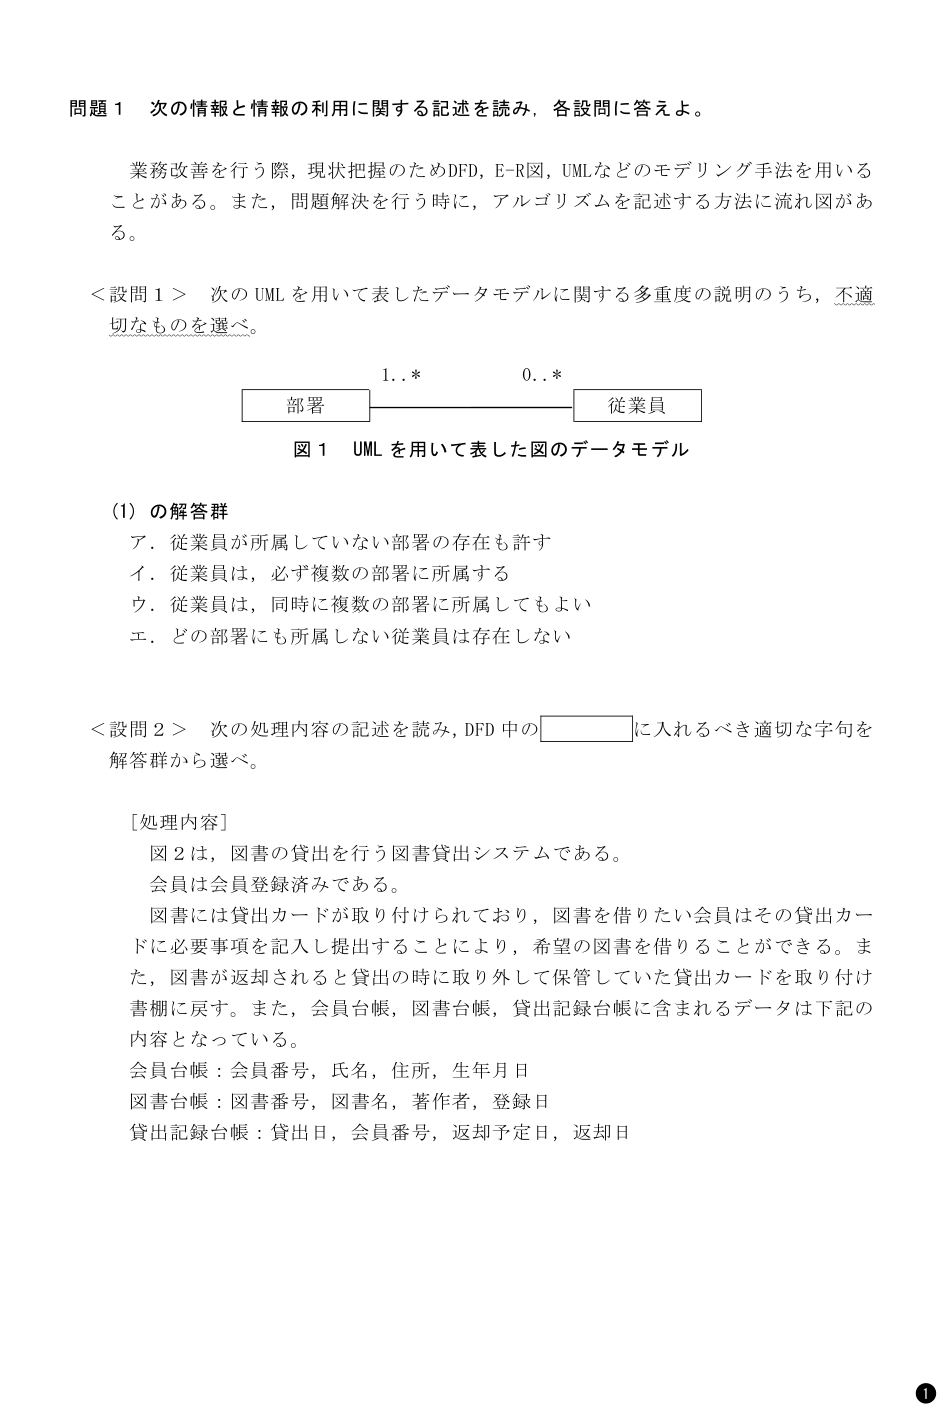 問題１　次の情報と情報の利用に関する記述を読み，各設問に答えよ。
業務改善を行う際，現状把握のためDFD，E-R図，UMLなどのモデリング手法を用いる
ことがある。また，問題解決を行う時に，アルゴリズムを記述する方法に流れ図があ
る。
＜設問１＞　次の UML を用いて表したデータモデルに関する多重度の説明のうち，不適
切なものを選べ。
1..*　0..*
部署　従業員
図１　UML を用いて表した図のデータモデル
(1) の解答群
ア．従業員が所属していない部署の存在も許す
イ．従業員は，必ず複数の部署に所属する
ウ．従業員は，同時に複数の部署に所属してもよい
エ．どの部署にも所属しない従業員は存在しない
＜設問２＞　次の処理内容の記述を読み，DFD 中の　に入れるべき適切な字句を
解答群から選べ。
［処理内容］
図２は，図書の貸出を行う図書貸出システムである。
会員は会員登録済みである。
図書には貸出カードが取り付けられており，図書を借りたい会員はその貸出カー
ドに必要事項を記入し提出することにより，希望の図書を借りることができる。ま
た，図書が返却されると貸出の時に取り外して保管していた貸出カードを取り付け
書棚に戻す。また，会員台帳，図書台帳，貸出記録台帳に含まれるデータは下記の
内容となっている。
会員台帳：会員番号，氏名，住所，生年月日
図書台帳：図書番号，図書名，著作者，登録日
貸出記録台帳：貸出日，会員番号，返却予定日，返却日
1